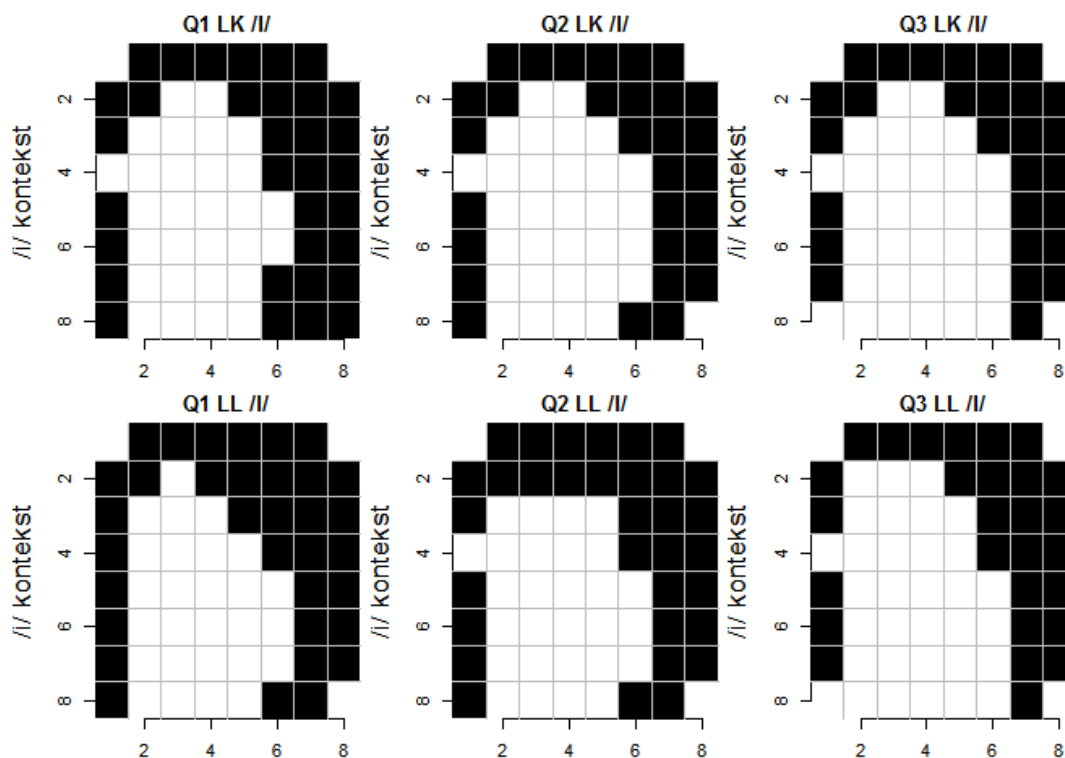 Q1 LK /l/
Q2 LK /l/
Q3 LK /l/
/i/ kontekst
2
4
6
8
2 4 6 8
/i/ kontekst
2
4
6
8
2 4 6 8
/i/ kontekst
2
4
6
8
2 4 6 8
Q1 LL /l/
Q2 LL /l/
Q3 LL /l/
/i/ kontekst
2
4
6
8
2 4 6 8
/i/ kontekst
2
4
6
8
2 4 6 8
/i/ kontekst
2
4
6
8
2 4 6 8